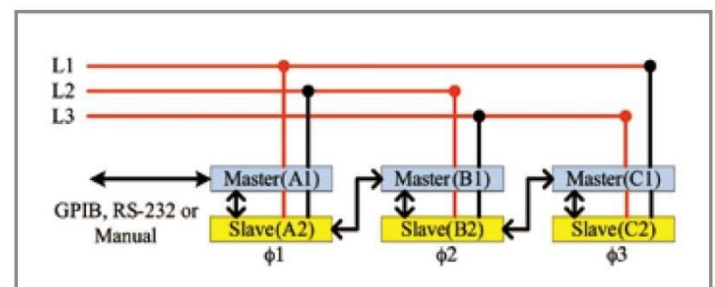 L1
L2
L3
Master(A1) Master(B1) Master(C1)
GPIB, RS-232 or
Manual
Slave(A2) Slave(B2) Slave(C2)
ϕ1 ϕ2 ϕ3